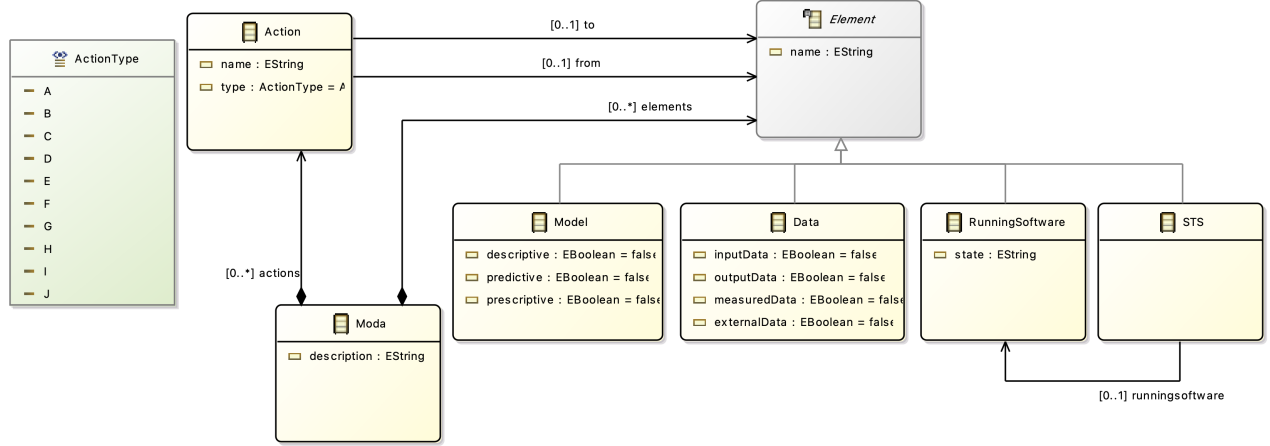 ActionType
A
B
C
D
E
F
G
H
I
J
Action
name : EString
type : ActionType = A
[0..1] to
[0..1] from
[0..*] elements
Element
name : EString
[0..*] actions
Moda
description : EString
Model
descriptive : EBoolean = false
predictive : EBoolean = false
prescriptive : EBoolean = false
Data
inputData : EBoolean = false
outputData : EBoolean = false
measuredData : EBoolean = false
externalData : EBoolean = false
RunningSoftware
state : EString
STS
[0..1] runningsoftware